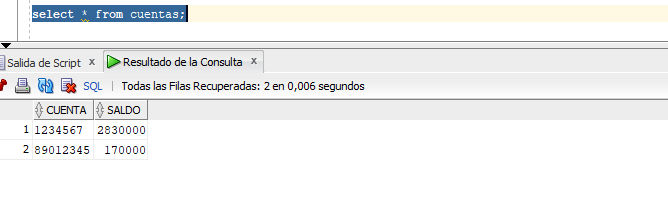 select * from cuentas;
Salida de Script x Resultado de la Consulta x
SQL | Todas las Filas Recuperadas: 2 en 0,006 segundos
CUENTA SALDO
1 1234567 2830000
2 89012345 170000